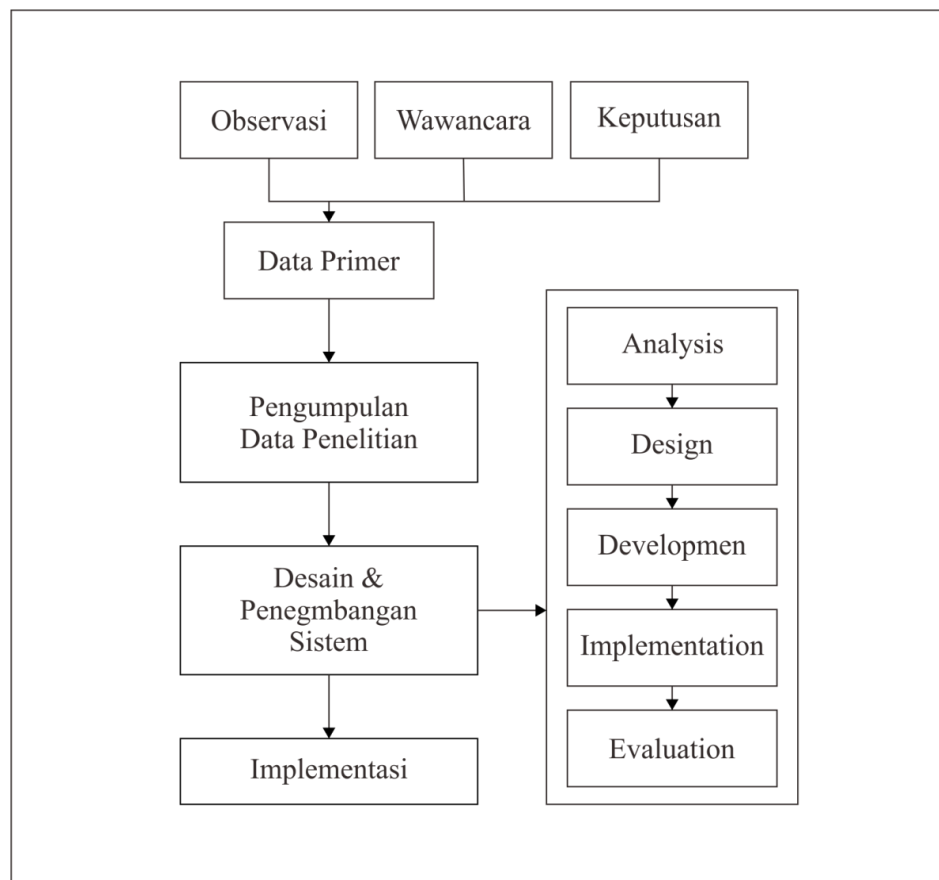 Observasi
Wawancara
Keputusan
Data Primer
Pengumpulan
Data Penelitian
Desain &
Penegmbangan
Sistem
Implementasi
Analysis
Design
Developmen
Implementation
Evaluation